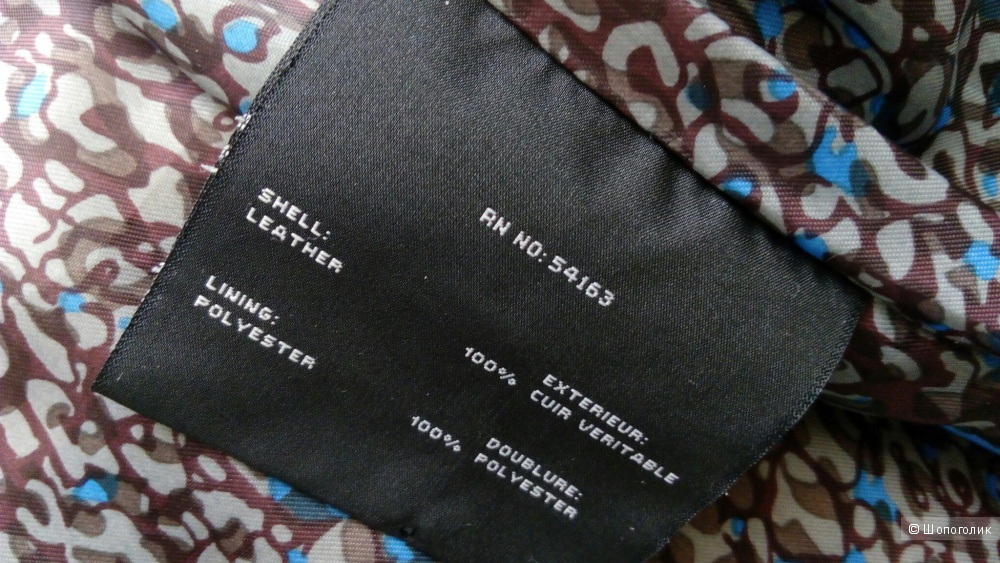 RN NO: 54163
SHELL:
LEATHER
100% EXTERIEUR:
CUIR VERITABLE
LINING:
POLYESTER
100% DOUBLURE:
POLYESTER
© Шопоголик